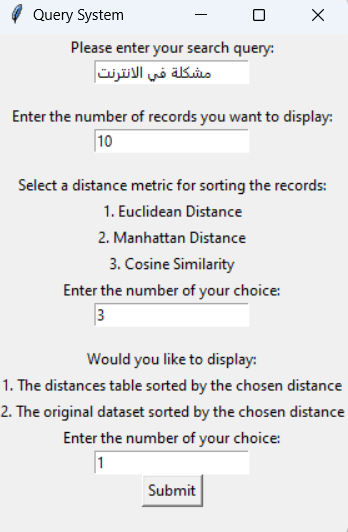 Query System
Please enter your search query:
مشكلة في الانترنت
Enter the number of records you want to display:
10
Select a distance metric for sorting the records:
1. Euclidean Distance
2. Manhattan Distance
3. Cosine Similarity
Enter the number of your choice:
3
Would you like to display:
1. The distances table sorted by the chosen distance
2. The original dataset sorted by the chosen distance
Enter the number of your choice:
1
Submit